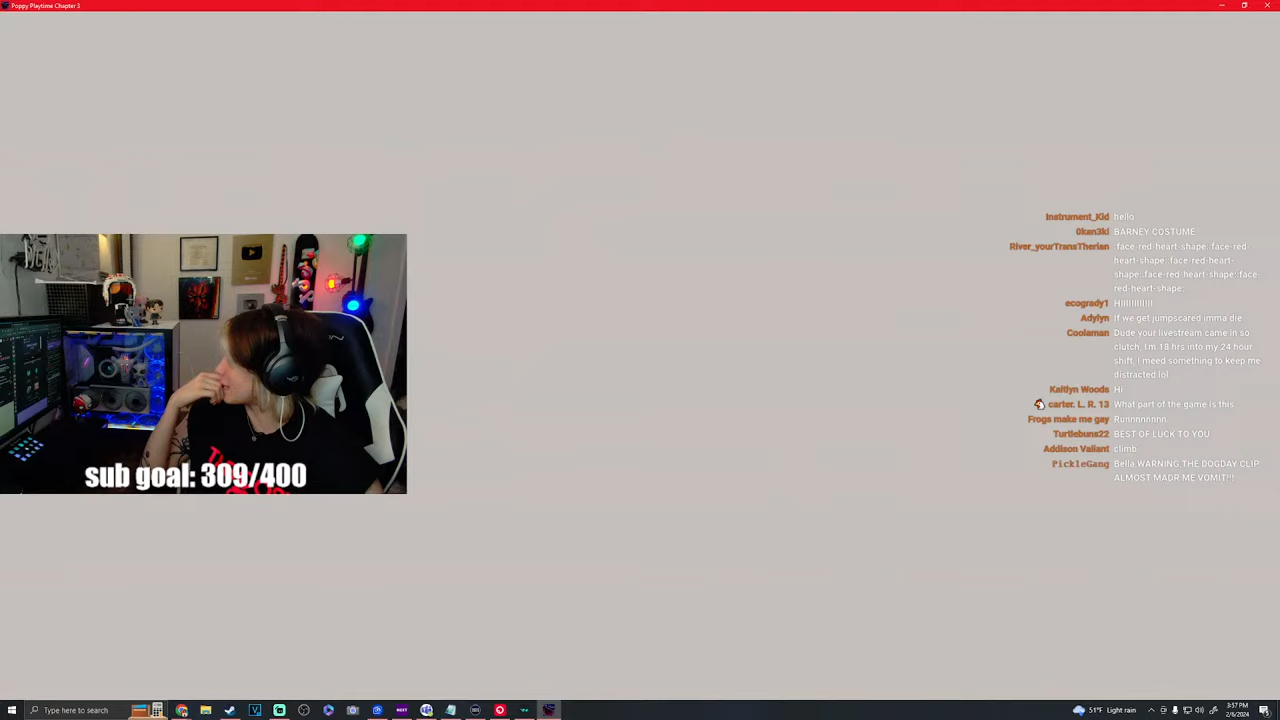 Poppy Playtime Chapter 3
Instrument_Kid hello
0kan3ki BARNEY COSTUME
River_yourTransTherian :face-red-heart-shape::face-red-
heart-shape::face-red-heart-
shape::face-red-heart-shape::face-
red-heart-shape:
ecogrady1 HIIIIIIIIIIII
Adylyn If we get jumpscared imma die
Coolaman Dude your livestream came in so
clutch, I,m 18 hrs into my 24 hour
shift, I meed something to keep me
distracted lol
Kaitlyn Woods Hi
carter. L. R. 13 What part of the game is this
Frogs make me gay Runnnnnnnn
Turtlebuns22 BEST OF LUCK TO YOU
Addison Valiant climb
PickleGang Bella,WARNING,THE DOGDAY CLIP
ALMOST MADR ME VOMIT!!!
sub goal: 309/400
Type here to search
51°F Light rain
3:57 PM
2/6/2024